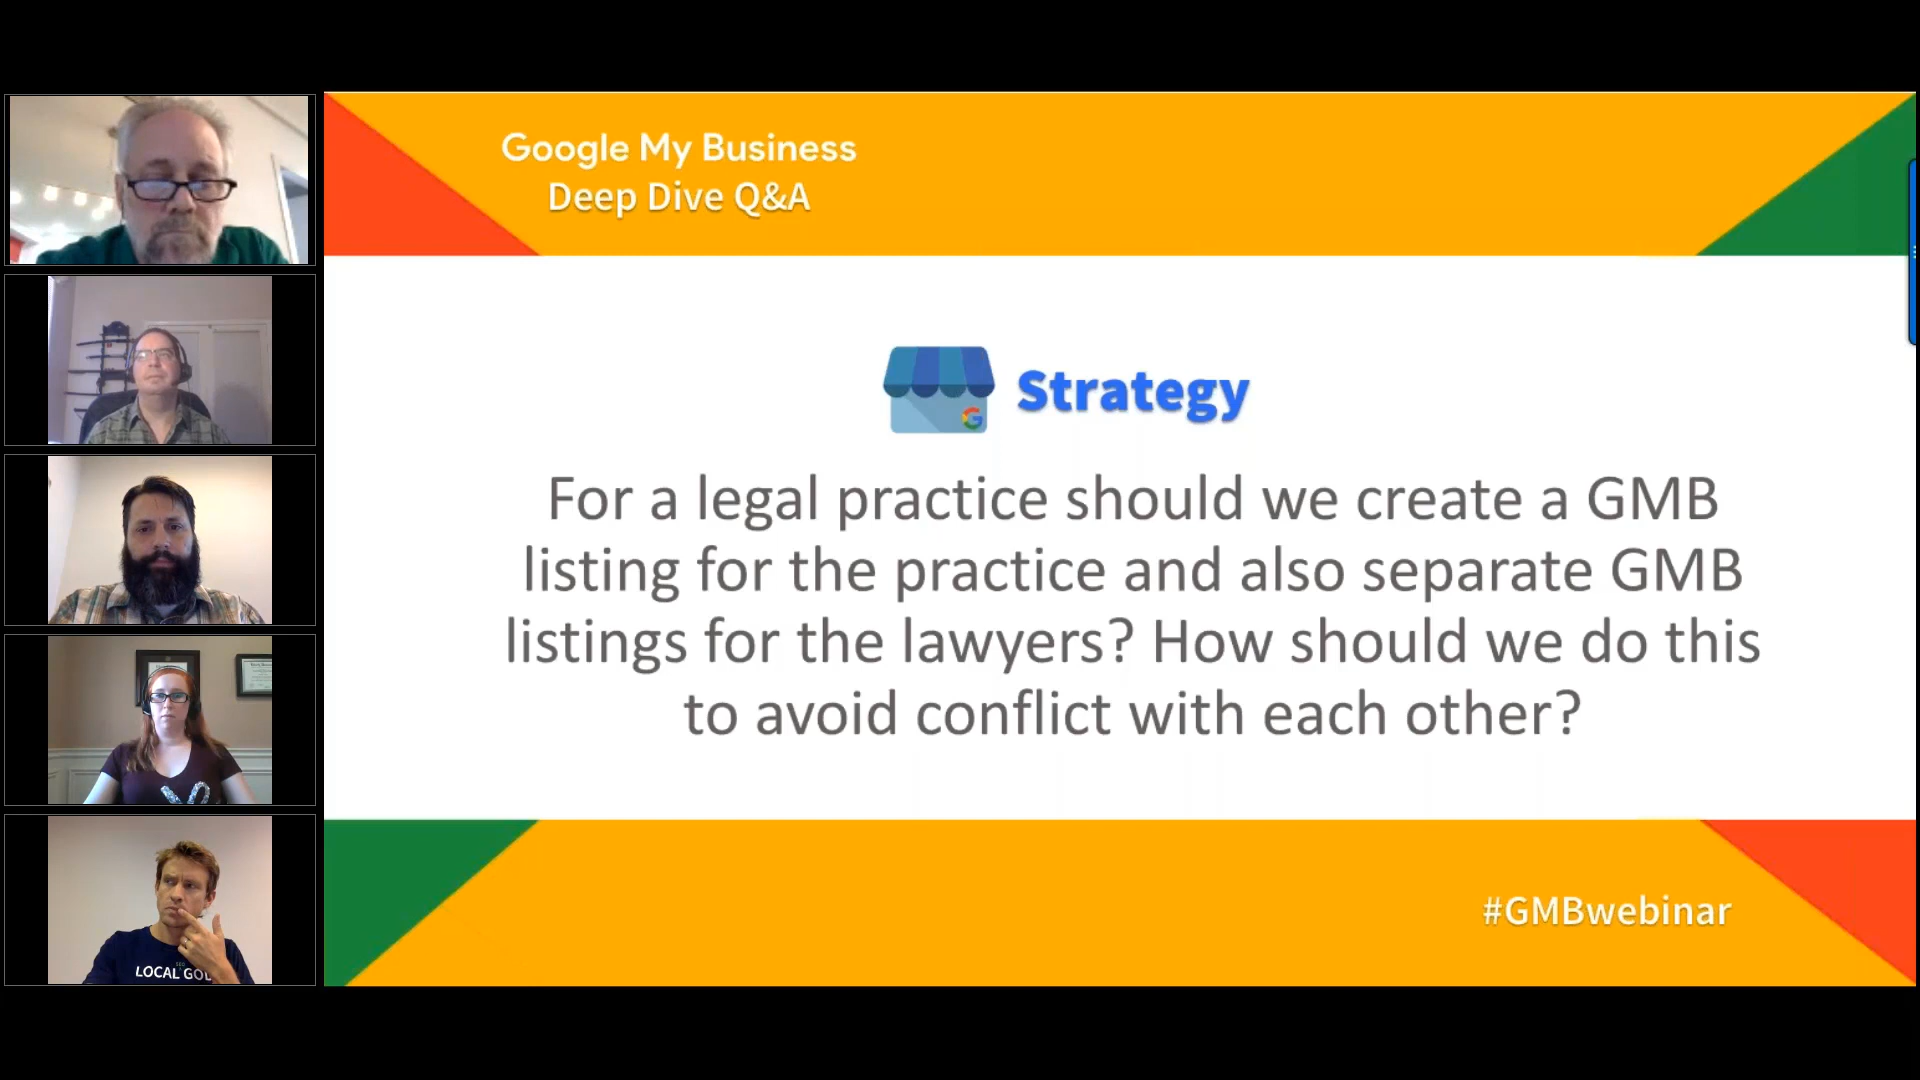 Google My Business
Deep Dive Q&A
Strategy
For a legal practice should we create a GMB
listing for the practice and also separate GMB
listings for the lawyers? How should we do this
to avoid conflict with each other?
#GMBwebinar
LOCAL